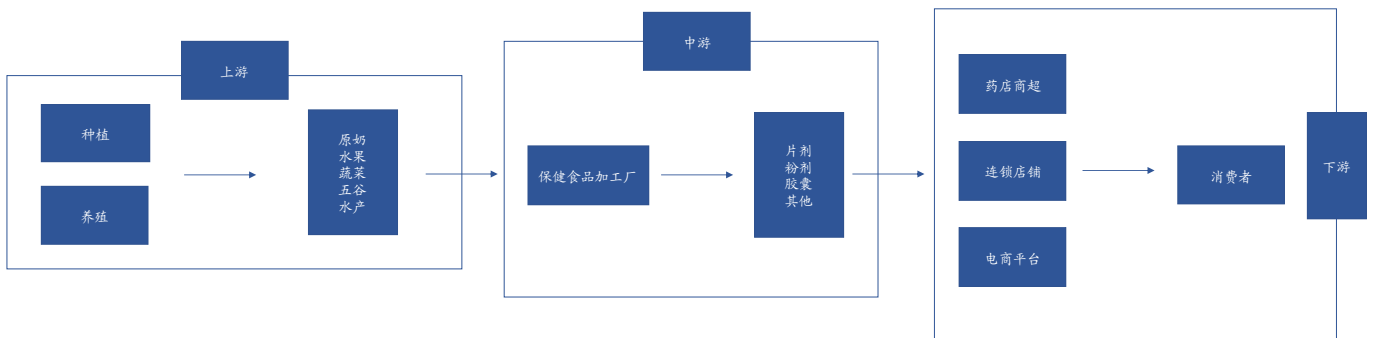 上游
种植
养殖
原奶
水果
蔬菜
五谷
水产
中游
保健食品加工厂
片剂
粉剂
胶囊
其他
药店商超
连锁店铺
电商平台
消费者
下游